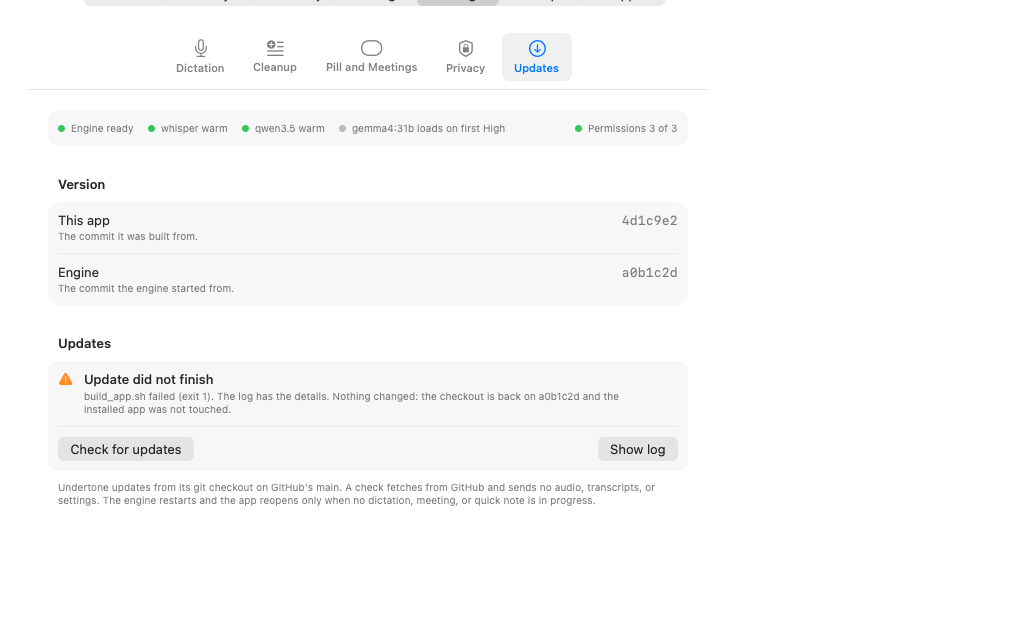 Dictation
Cleanup
Pill and Meetings
Privacy
Updates
Engine ready
whisper warm
qwen3.5 warm
gemma4:31b loads on first High
Permissions 3 of 3
Version
This app
4d1c9e2
The commit it was built from.
Engine
a0b1c2d
The commit the engine started from.
Updates
Update did not finish
build_app.sh failed (exit 1). The log has the details. Nothing changed: the checkout is back on a0b1c2d and the
installed app was not touched.
Check for updates
Show log
Undertone updates from its git checkout on GitHub's main. A check fetches from GitHub and sends no audio, transcripts, or
settings. The engine restarts and the app reopens only when no dictation, meeting, or quick note is in progress.